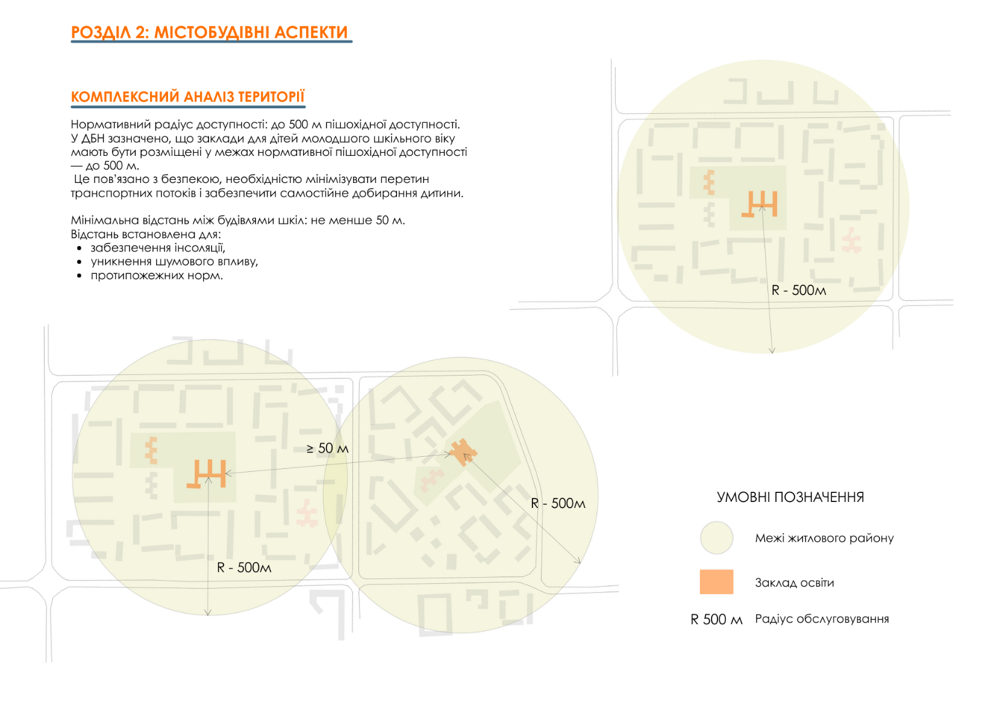 РОЗДІЛ 2: МІСТОБУДІВНІ АСПЕКТИ
КОМПЛЕКСНИЙ АНАЛІЗ ТЕРИТОРІЇ
Нормативний радіус доступності: до 500 м пішохідної доступності.
У ДБН зазначено, що заклади для дітей молодшого шкільного віку
мають бути розміщені у межах нормативної пішохідної доступності
— до 500 м.
Це пов’язано з безпекою, необхідністю мінімізувати перетин
транспортних потоків і забезпечити самостійне добирання дитини.
Мінімальна відстань між будівлями шкіл: не менше 50 м.
Відстань встановлена для:
• забезпечення інсоляції,
• уникнення шумового впливу,
• протипожежних норм.
R - 500м
≥ 50 м
R - 500м
R - 500м
УМОВНІ ПОЗНАЧЕННЯ
Межі житлового району
Заклад освіти
R 500 м Радіус обслуговування